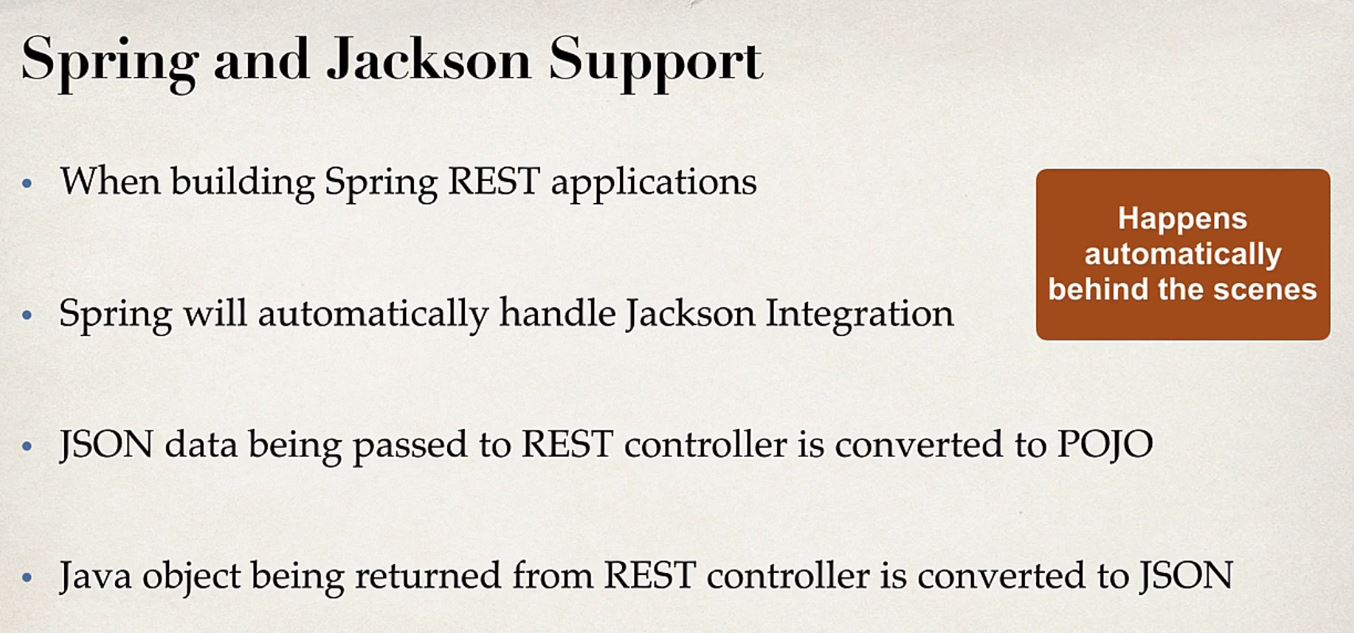 Spring and Jackson Support
• When building Spring REST applications
Happens
automatically
behind the scenes
• Spring will automatically handle Jackson Integration
• JSON data being passed to REST controller is converted to POJO
• Java object being returned from REST controller is converted to JSON